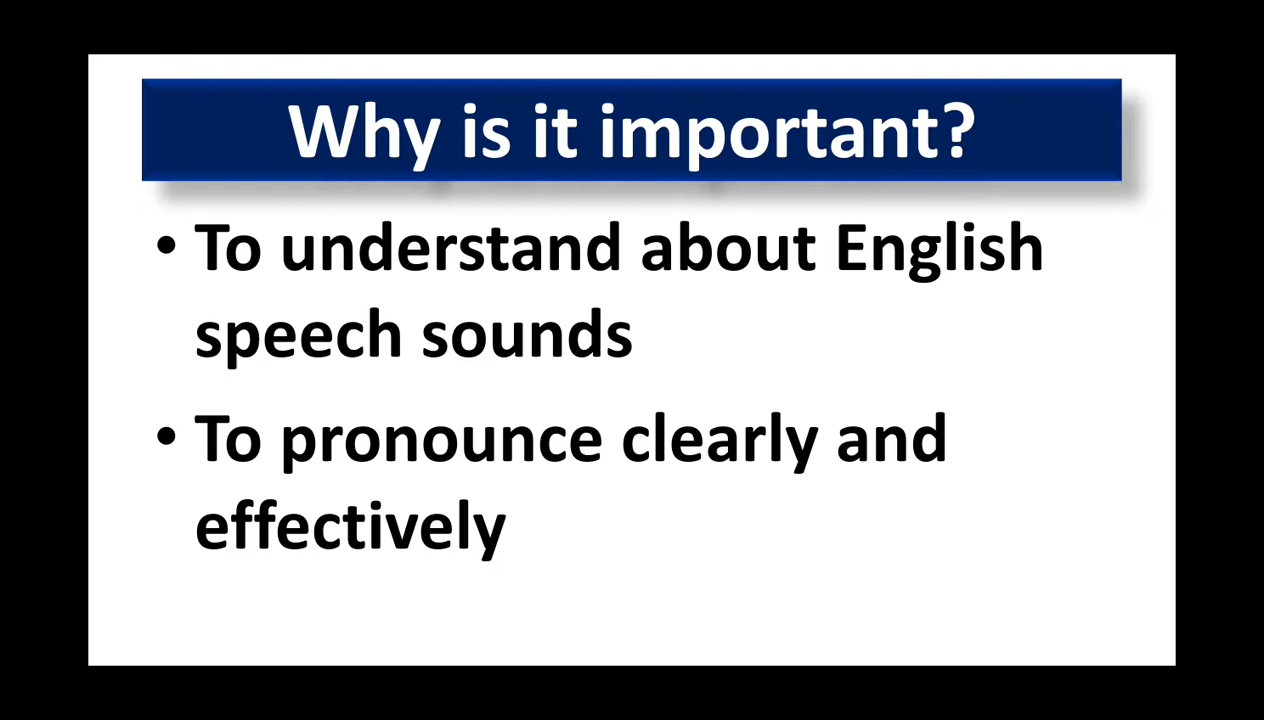 Why is it important?
• To understand about English
speech sounds
• To pronounce clearly and
effectively